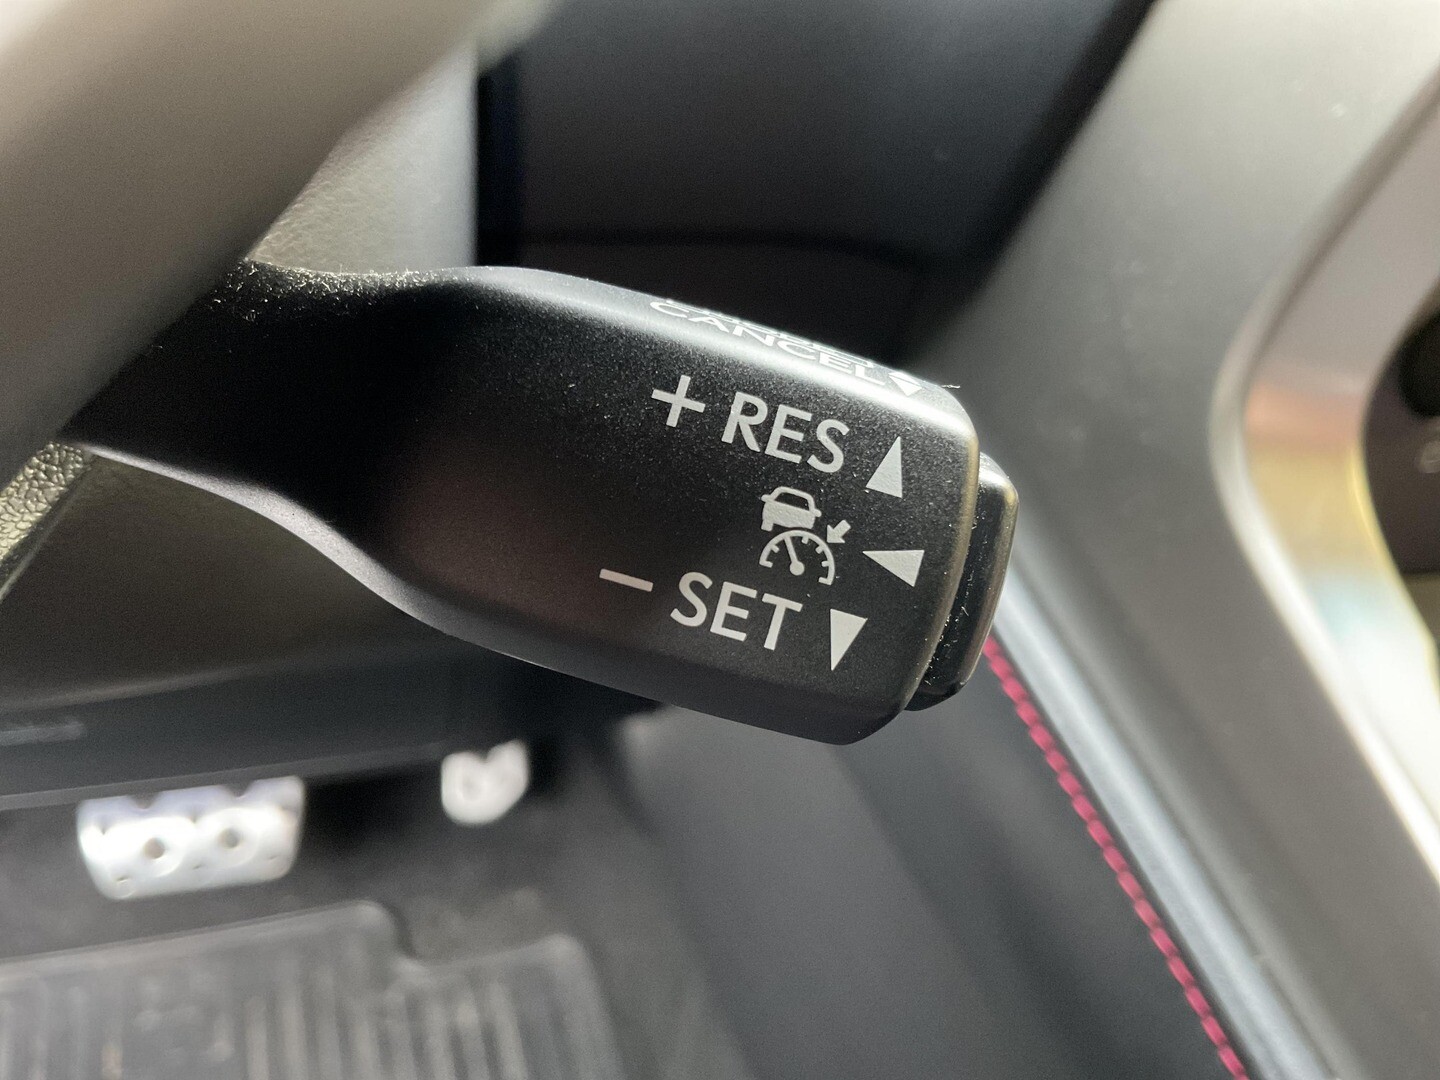 CANCEL
+ RES
− SET